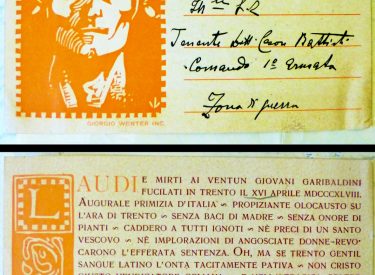 Tenente Dott. Cesare Battisti
Comando 1ª Armata
Zona di guerra
GIORGIO WENTER INC.
LAUDI E MIRTI AI VENTUN GIOVANI GARIBALDINI
FUCILATI IN TRENTO IL XVI APRILE MDCCCXLVIII.
AUGURALE PRIMIZIA D'ITALIA - PROPIZIANTE OLOCAUSTO SU
L'ARA DI TRENTO - SENZA BACI DI MADRE - SENZA ONORE DI
PIANTI - CADDERO A TUTTI IGNOTI - NÈ PRECI DI UN SANTO
VESCOVO - NÈ IMPLORAZIONI DI ANGOSCIATE DONNE - REVO-
CARONO L'EFFERATA SENTENZA. OH, MA SE TRENTO GENTIL
SANGUE LATINO L'ONTA TACITAMENTE PATIVA - NON CRISTO